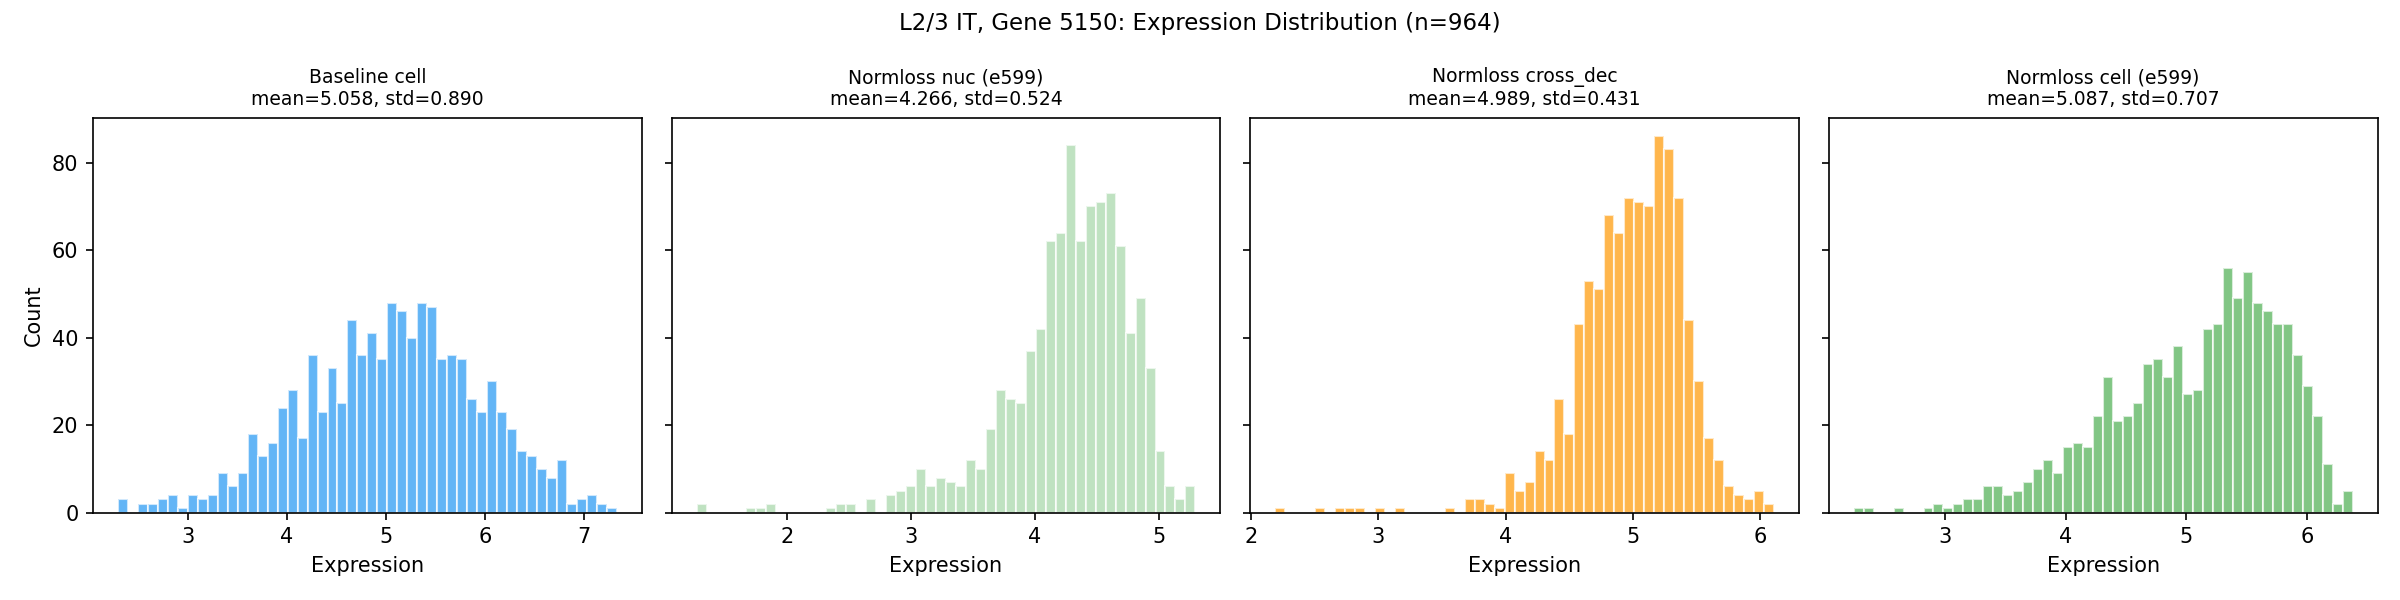 L2/3 IT, Gene 5150: Expression Distribution (n=964)
Baseline cell
mean=5.058, std=0.890
Normloss nuc (e599)
mean=4.266, std=0.524
Normloss cross_dec
mean=4.989, std=0.431
Normloss cell (e599)
mean=5.087, std=0.707
Count
80
60
40
20
0
3 4 5 6 7
2 3 4 5
2 3 4 5 6
3 4 5 6
Expression
Expression
Expression
Expression